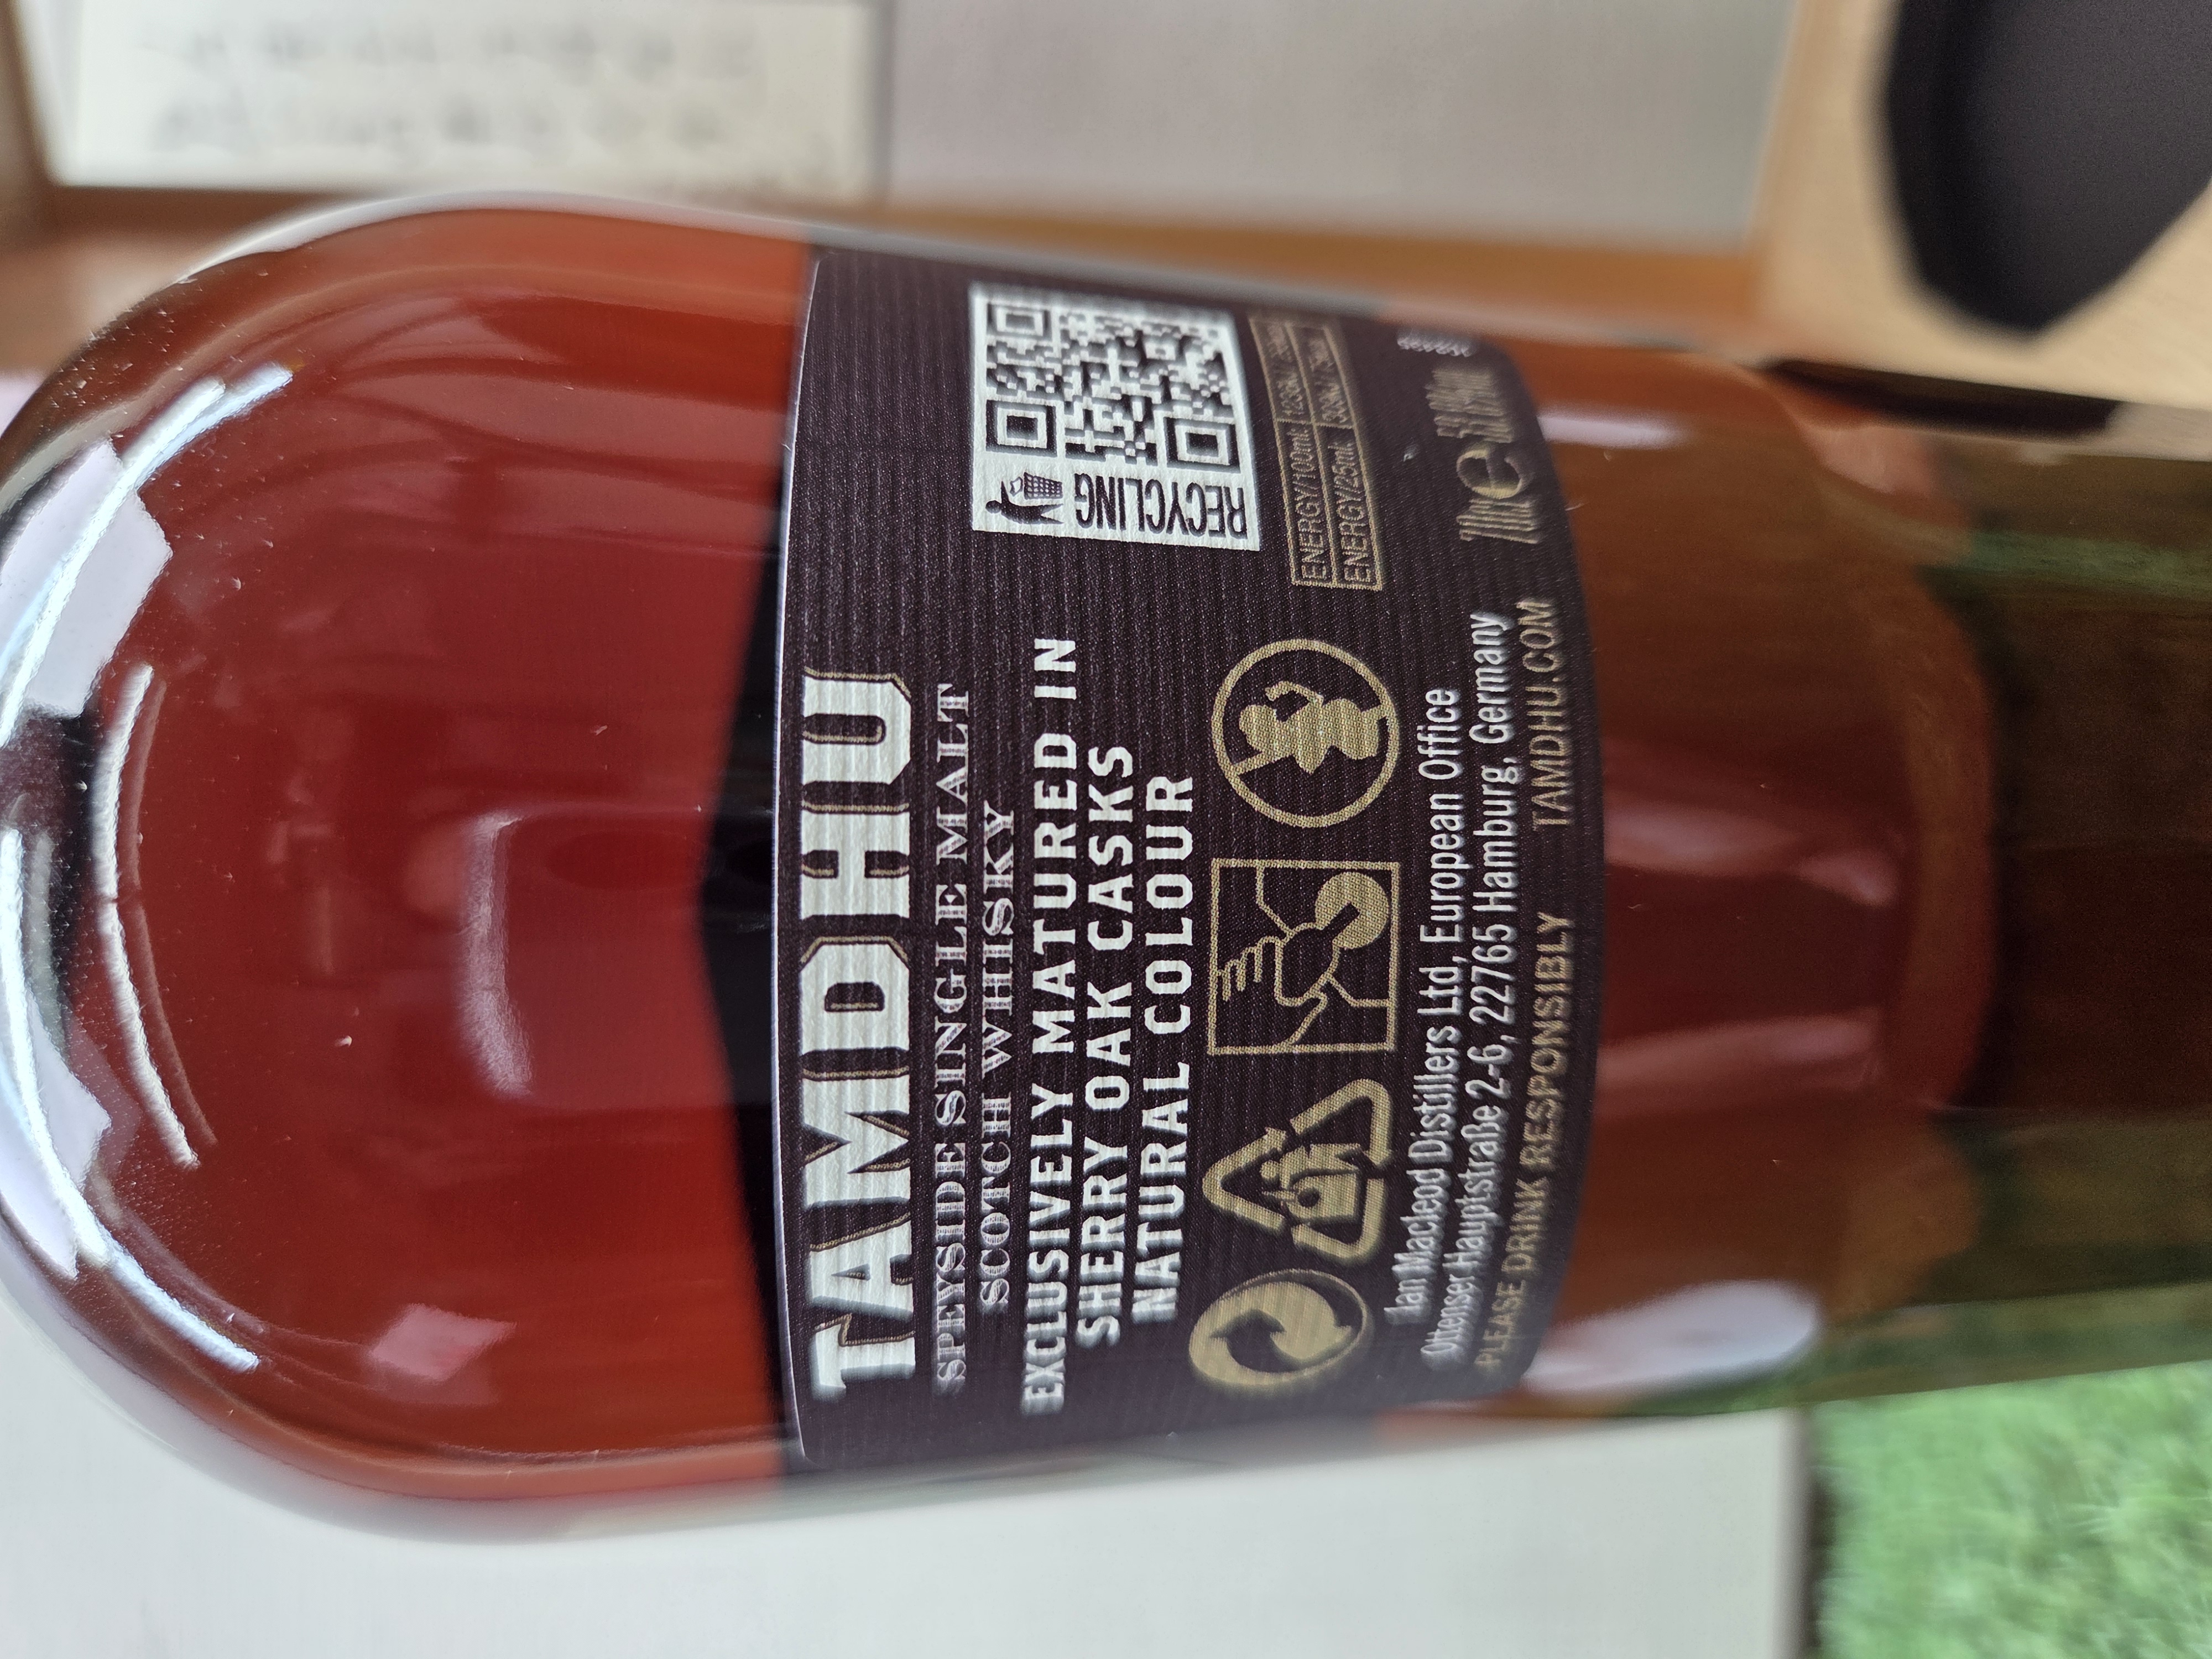 TAMDHU
SPEYSIDE SINGLE MALT
SCOTCH WHISKY
EXCLUSIVELY MATURED IN
SHERRY OAK CASKS
NATURAL COLOUR
RECYCLING
ENERGY/100ml:
ENERGY/25ml:
Ian Macleod Distillers Ltd, European Office
Ottenser Hauptstraße 2-6, 22765 Hamburg, Germany
PLEASE DRINK RESPONSIBLY TAMDHU.COM
70cl e